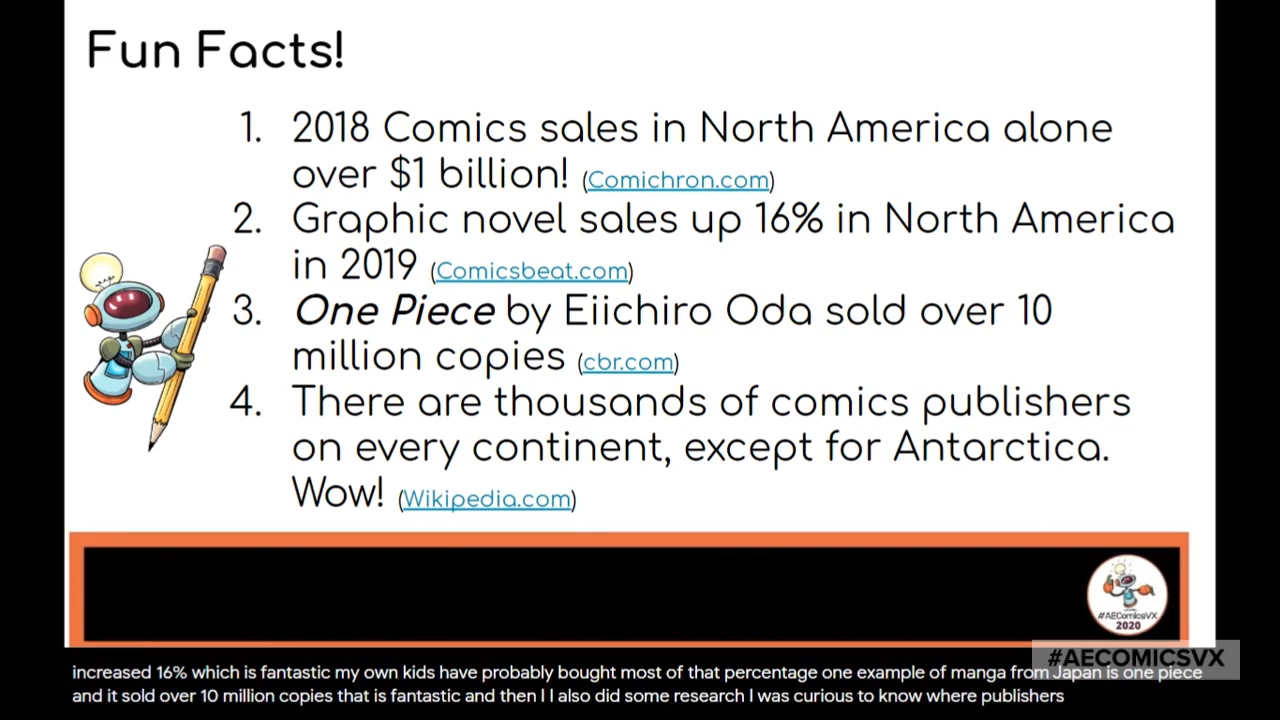 Fun Facts!
1. 2018 Comics sales in North America alone
over $1 billion! (Comichron.com)
2. Graphic novel sales up 16% in North America
in 2019 (Comicsbeat.com)
3. One Piece by Eiichiro Oda sold over 10
million copies (cbr.com)
4. There are thousands of comics publishers
on every continent, except for Antarctica.
Wow! (Wikipedia.com)
#AEComicsVX
2020
#AECOMICSVX
increased 16% which is fantastic my own kids have probably bought most of that percentage one example of manga from Japan is one piece
and it sold over 10 million copies that is fantastic and then I I also did some research I was curious to know where publishers